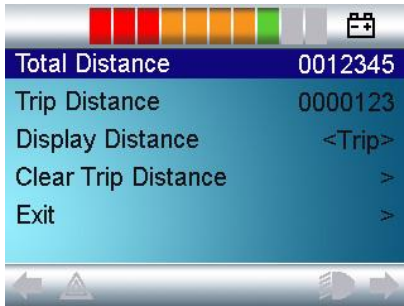 Total Distance 0012345
Trip Distance 0000123
Display Distance <Trip>
Clear Trip Distance >
Exit >